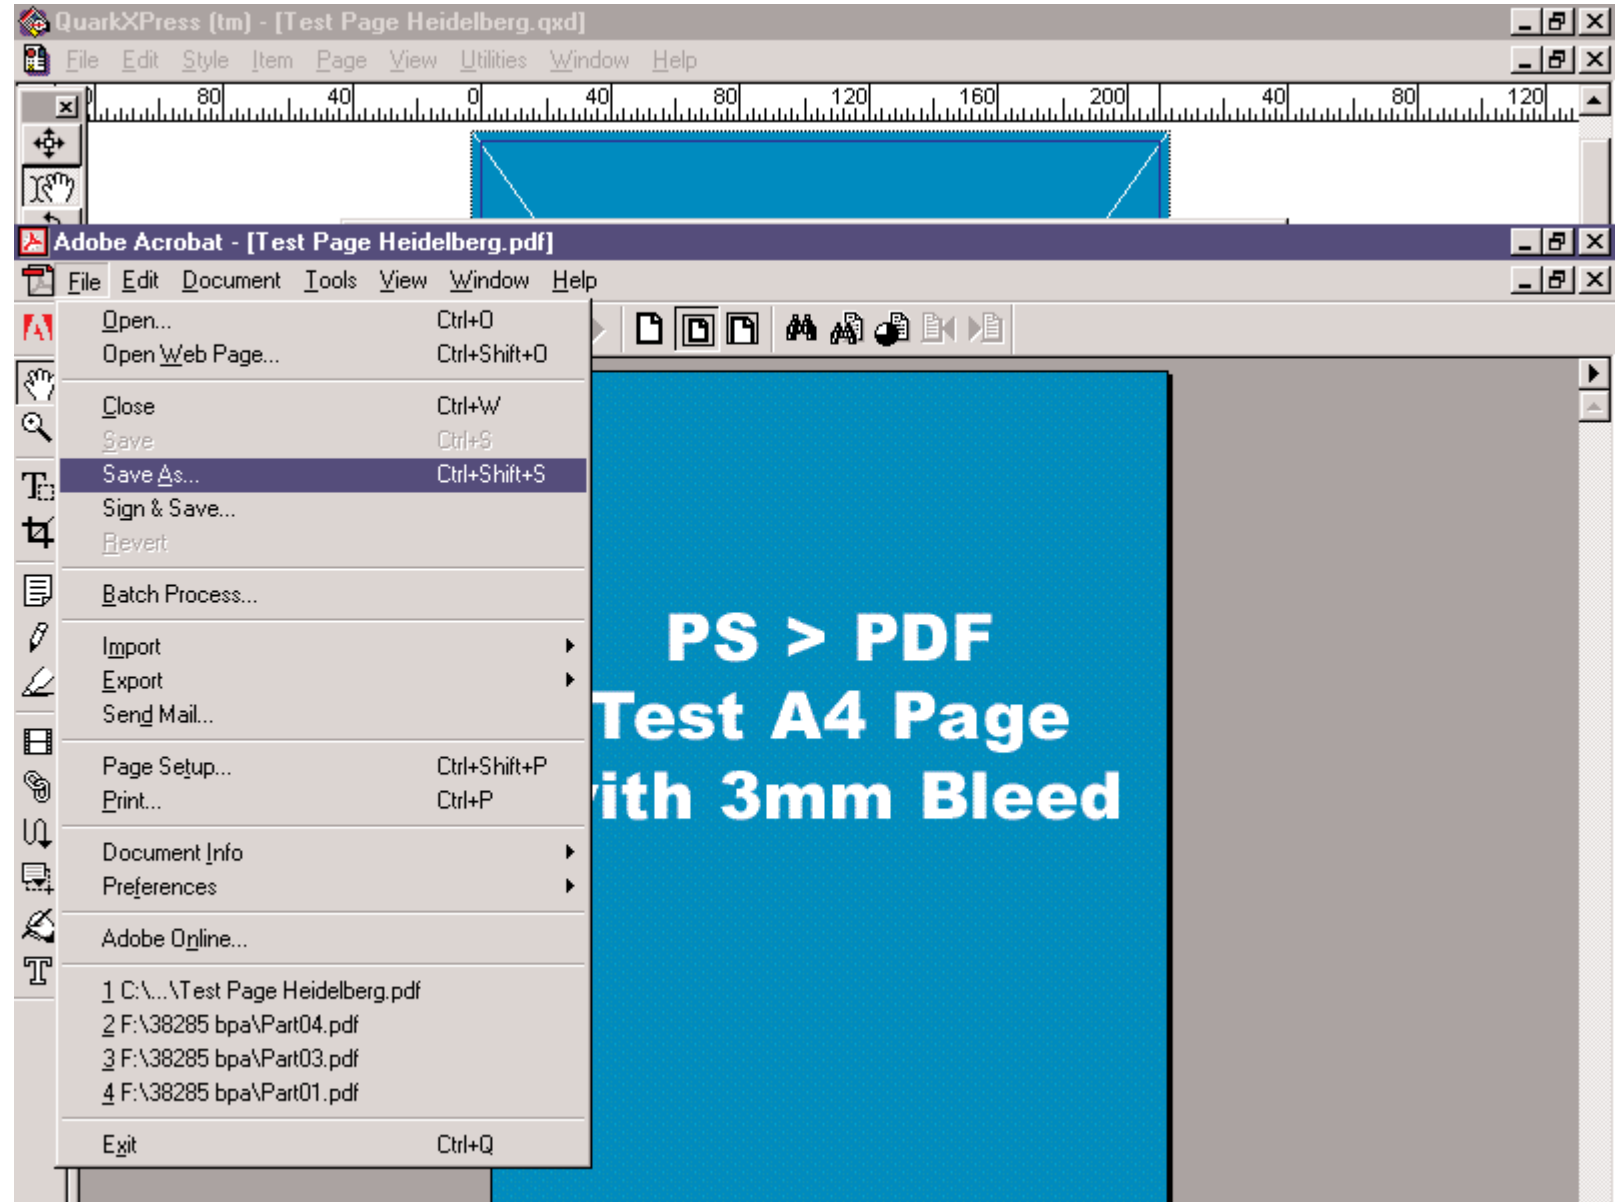 QuarkXPress (tm) - [Test Page Heidelberg.qxd]
File Edit Style Item Page View Utilities Window Help
80 40 0 40 80 120 160 200 40 80 120
Adobe Acrobat - [Test Page Heidelberg.pdf]
File Edit Document Tools View Window Help
Open... Ctrl+O
Open Web Page... Ctrl+Shift+O
Close Ctrl+W
Save Ctrl+S
Save As... Ctrl+Shift+S
Sign & Save...
Revert
Batch Process...
Import
Export
Send Mail...
Page Setup... Ctrl+Shift+P
Print... Ctrl+P
Document Info
Preferences
Adobe Online...
1 C:\...\Test Page Heidelberg.pdf
2 F:\38285 bpa\Part04.pdf
3 F:\38285 bpa\Part03.pdf
4 F:\38285 bpa\Part01.pdf
Exit Ctrl+Q
PS > PDF
Test A4 Page
ith 3mm Bleed